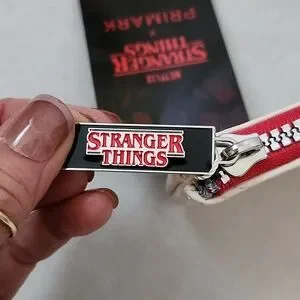 NETFLIX
STRANGER
THINGS
X
PRIMARK
STRANGER
THINGS